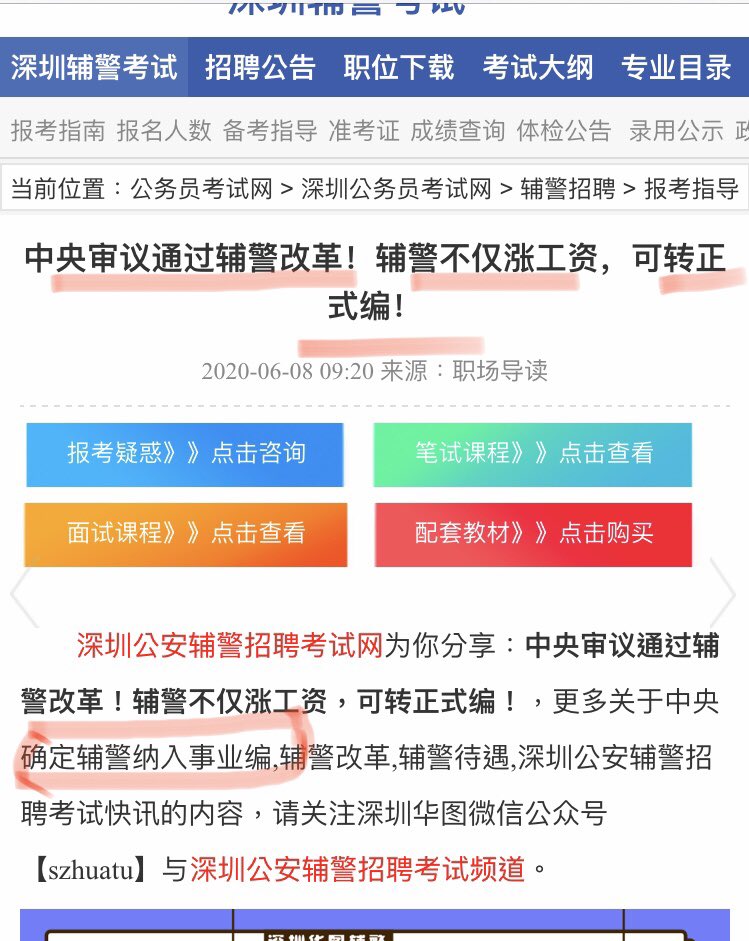 深圳辅警考试
深圳辅警考试 招聘公告 职位下载 考试大纲 专业目录
报考指南 报名人数 备考指导 准考证 成绩查询 体检公告 录用公示
当前位置：公务员考试网 > 深圳公务员考试网 > 辅警招聘 > 报考指导
中央审议通过辅警改革！辅警不仅涨工资，可转正
式编！
2020-06-08 09:20 来源：职场导读
报考疑惑》》点击咨询 笔试课程》》点击查看
面试课程》》点击查看 配套教材》》点击购买
深圳公安辅警招聘考试网为你分享：中央审议通过辅
警改革！辅警不仅涨工资，可转正式编！，更多关于中央
确定辅警纳入事业编,辅警改革,辅警待遇,深圳公安辅警招
聘考试快讯的内容，请关注深圳华图微信公众号
【szhuatu】与深圳公安辅警招聘考试频道。
深圳华图辅警